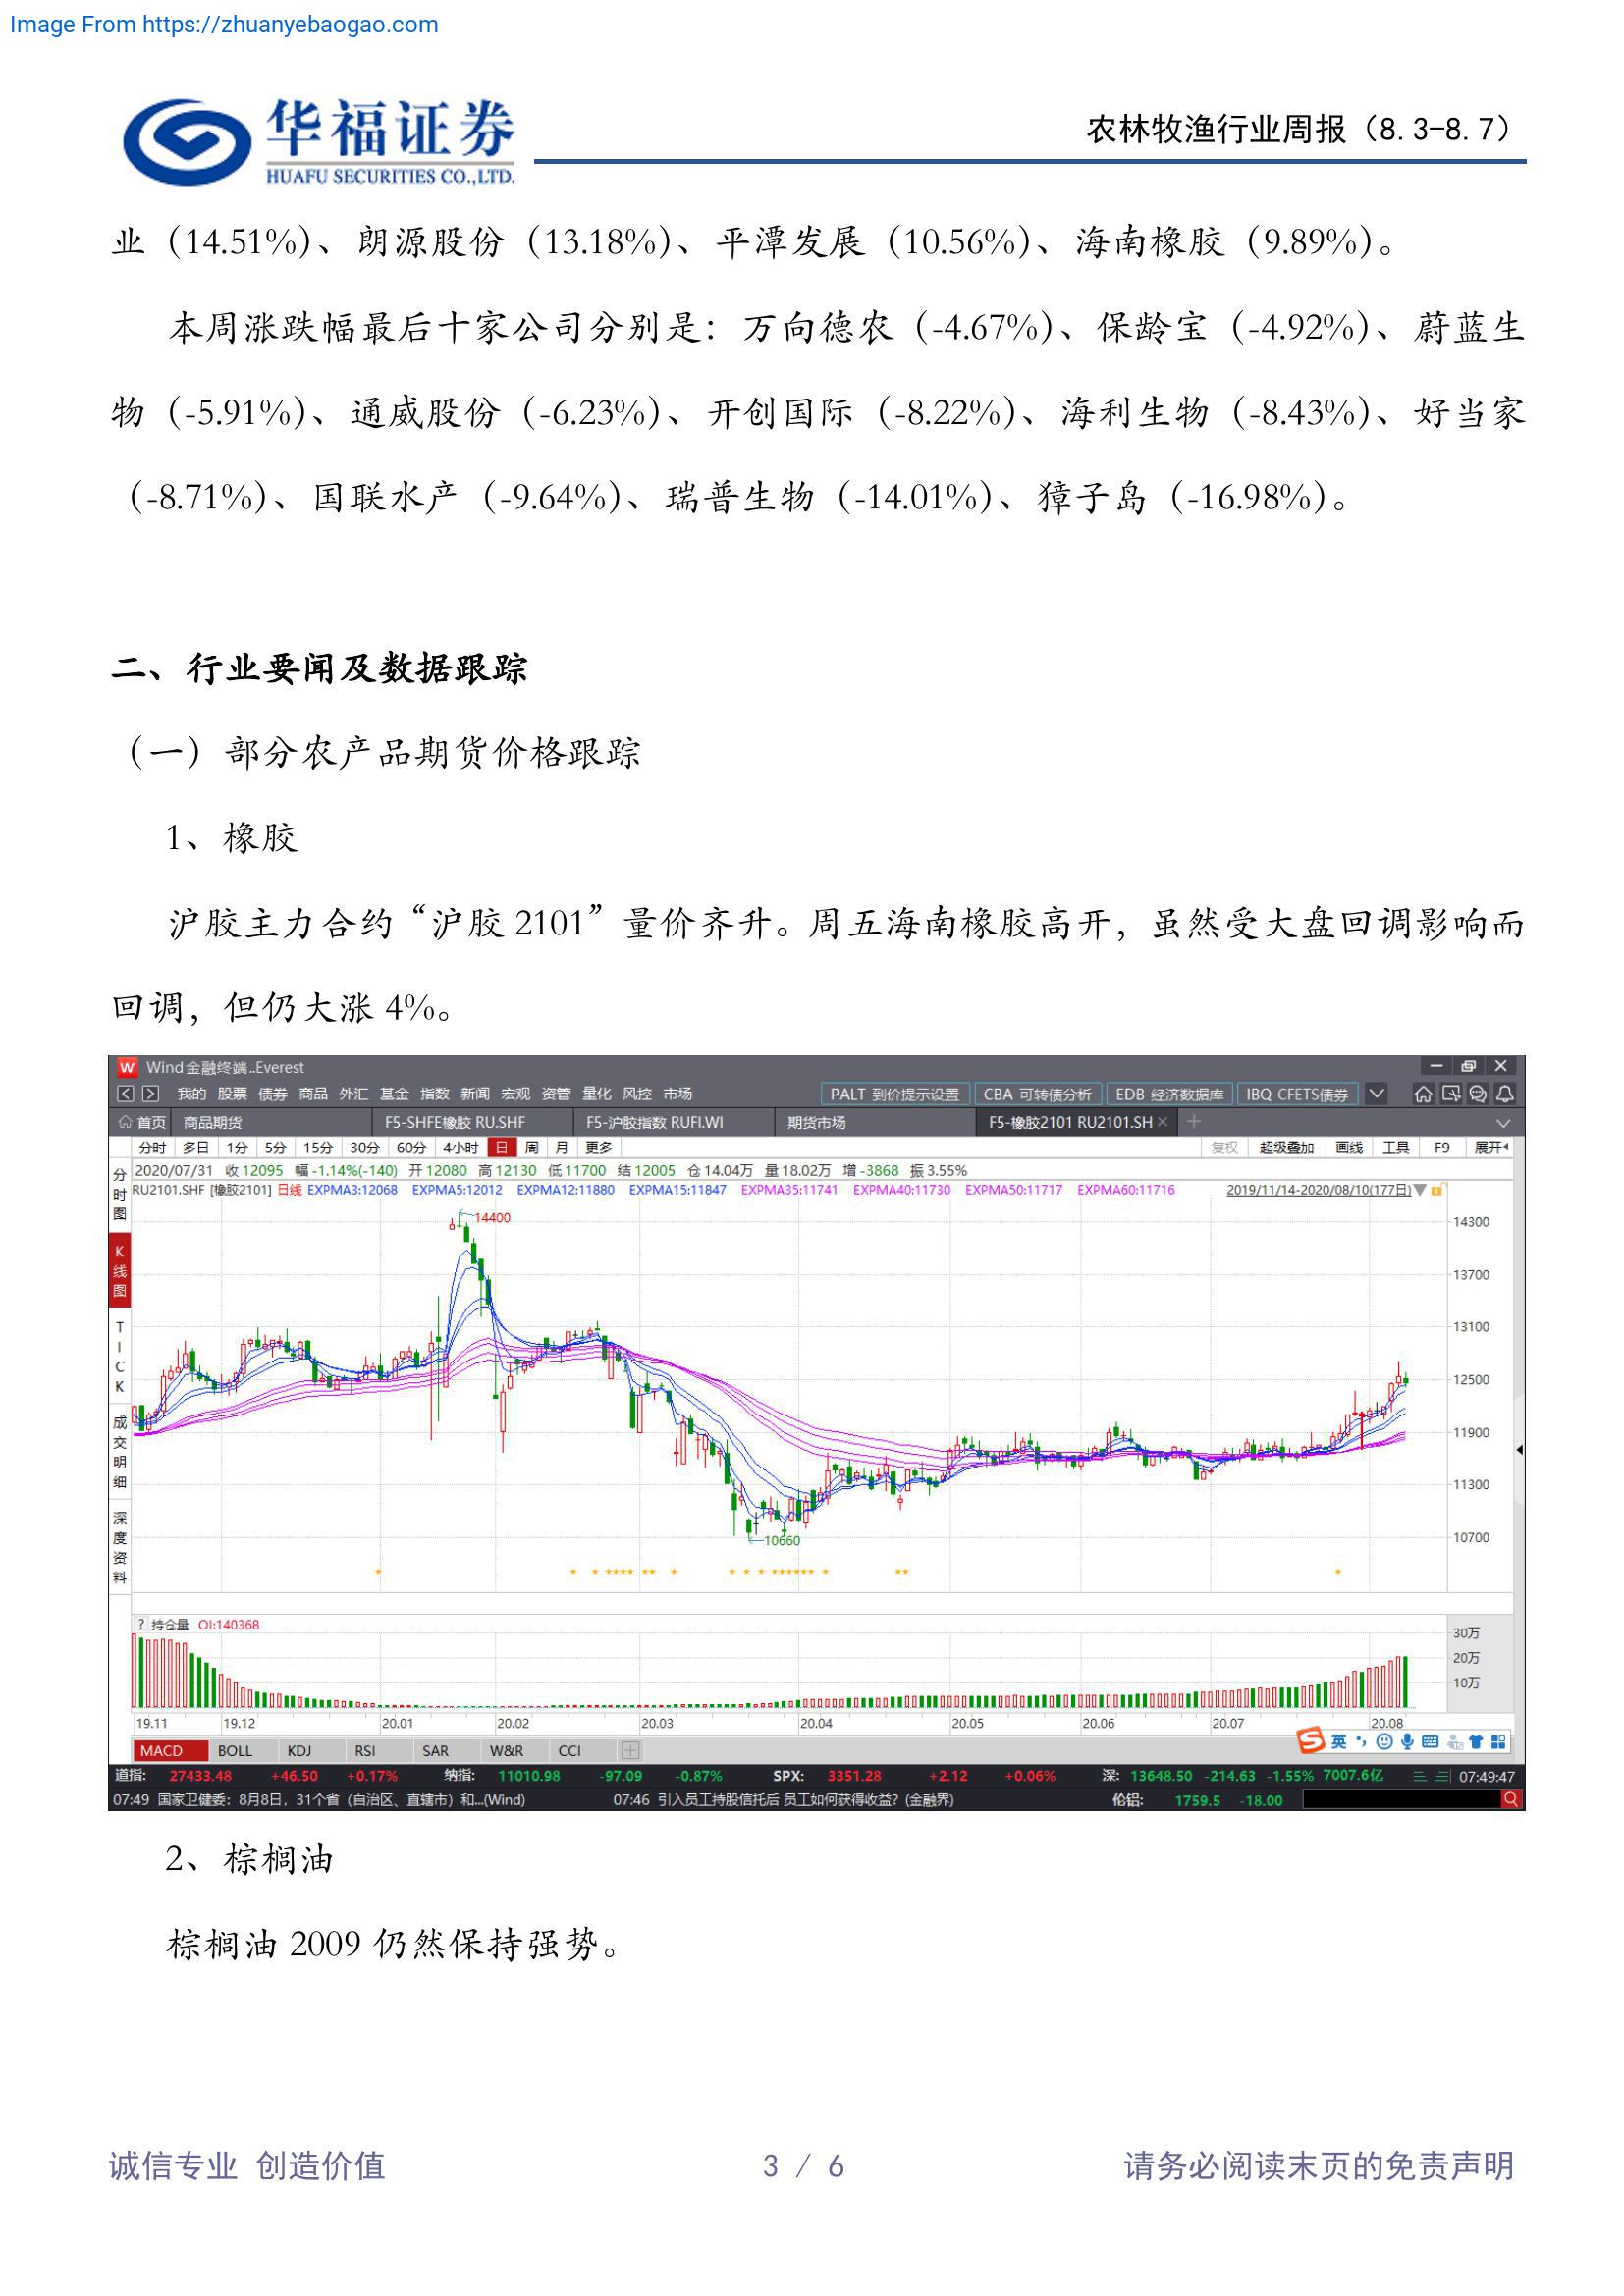 Image From https://zhuanyebaogao.com
华福证券
HUAFU SECURITIES CO.,LTD.
农林牧渔行业周报（8.3-8.7）
业（14.51%）、朗源股份（13.18%）、平潭发展（10.56%）、海南橡胶（9.89%）。
本周涨跌幅最后十家公司分别是：万向德农（-4.67%）、保龄宝（-4.92%）、蔚蓝生
物（-5.91%）、通威股份（-6.23%）、开创国际（-8.22%）、海利生物（-8.43%）、好当家
（-8.71%）、国联水产（-9.64%）、瑞普生物（-14.01%）、獐子岛（-16.98%）。
二、行业要闻及数据跟踪
（一）部分农产品期货价格跟踪
1、橡胶
沪胶主力合约“沪胶 2101”量价齐升。周五海南橡胶高开，虽然受大盘回调影响而
回调，但仍大涨 4%。
W Wind金融终端..Everest
我的 股票 债券 商品 外汇 基金 指数 新闻 宏观 资管 量化 风控 市场 PALT 到价提示设置 CBA 可转债分析 EDB 经济数据库 IBQ CFETS债券
首页 商品期货 F5-SHFE橡胶 RU.SHF F5-沪胶指数 RUFI.WI 期货市场 F5-橡胶2101 RU2101.SH
分时 多日 1分 5分 15分 30分 60分 4小时 日 周 月 更多 复权 超级叠加 画线 工具 F9 展开
2020/07/31 收12095 幅-1.14%(-140) 开12080 高12130 低11700 结12005 仓14.04万 量18.02万 增-3868 振3.55%
RU2101.SHF [橡胶2101] 日线 EXPMA3:12068 EXPMA5:12012 EXPMA12:11880 EXPMA15:11847 EXPMA35:11741 EXPMA40:11730 EXPMA50:11717 EXPMA60:11716 2019/11/14-2020/08/10(177日)
分时图
K线图
TICK
成交明细
深度资料
14400
10660
14300
13700
13100
12500
11900
11300
10700
? 持仓量 OI:140368
30万
20万
10万
19.11 19.12 20.01 20.02 20.03 20.04 20.05 20.06 20.07 20.08
英
MACD BOLL KDJ RSI SAR W&R CCI
道指: 27433.48 +46.50 +0.17% 纳指: 11010.98 -97.09 -0.87% SPX: 3351.28 +2.12 +0.06% 深: 13648.50 -214.63 -1.55% 7007.6亿 07:49:47
07:49 国家卫健委：8月8日，31个省（自治区、直辖市）和...(Wind) 07:46 引入员工持股信托后 员工如何获得收益？(金融界) 伦铝: 1759.5 -18.00
2、棕榈油
棕榈油 2009 仍然保持强势。
诚信专业 创造价值
3 / 6
请务必阅读末页的免责声明